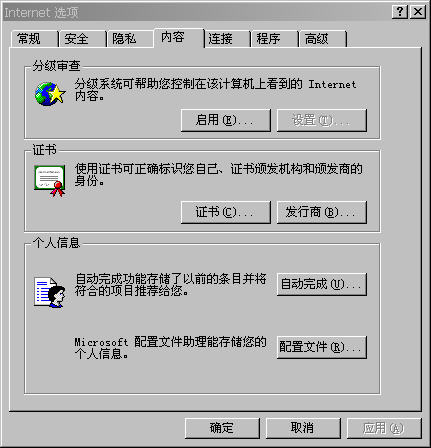 Internet 选项
常规 安全 隐私 内容 连接 程序 高级
分级审查
分级系统可帮助您控制在该计算机上看到的 Internet
内容。
启用(E)... 设置(T)...
证书
使用证书可正确标识您自己、证书颁发机构和颁发商的
身份。
证书(C)... 发行商(B)...
个人信息
自动完成功能存储了以前的条目并将
符合的项目推荐给您。
自动完成(U)...
Microsoft 配置文件助理能存储您的
个人信息。
配置文件(R)...
确定 取消 应用(A)